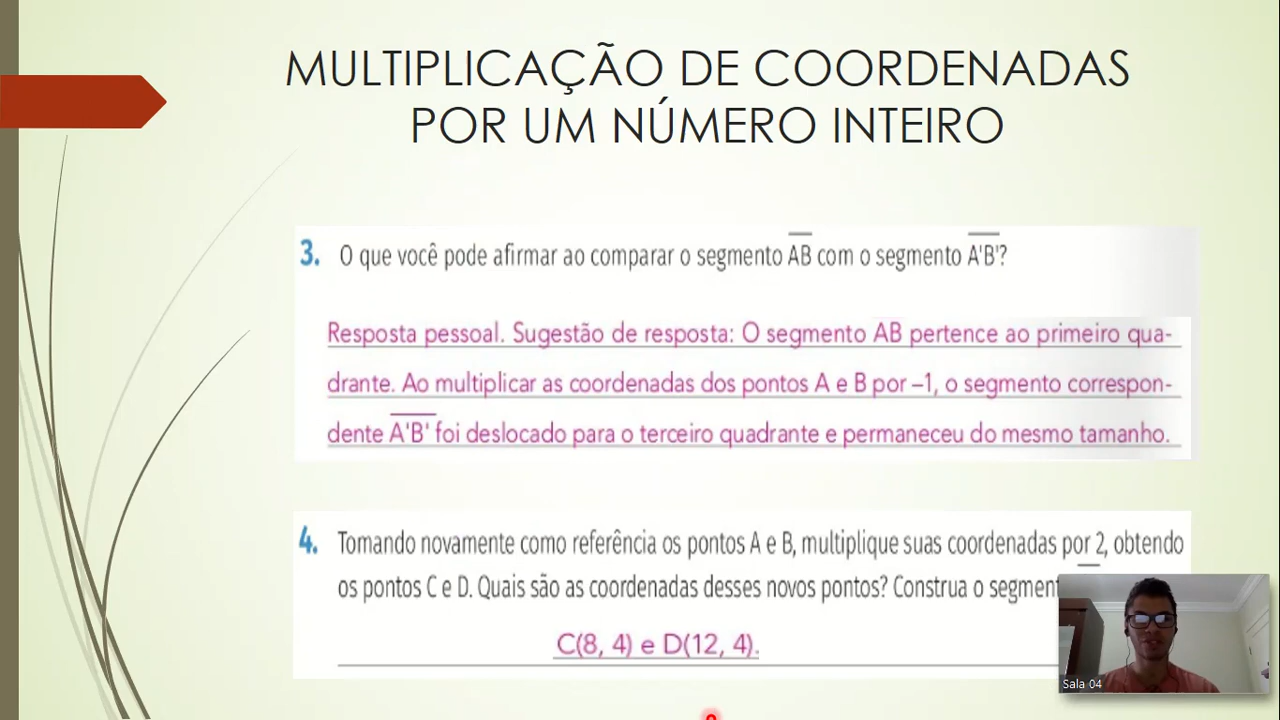 MULTIPLICAÇÃO DE COORDENADAS
POR UM NÚMERO INTEIRO
3. O que você pode afirmar ao comparar o segmento AB com o segmento A'B'?
Resposta pessoal. Sugestão de resposta: O segmento AB pertence ao primeiro qua-
drante. Ao multiplicar as coordenadas dos pontos A e B por –1, o segmento correspon-
dente A'B' foi deslocado para o terceiro quadrante e permaneceu do mesmo tamanho.
4. Tomando novamente como referência os pontos A e B, multiplique suas coordenadas por 2, obtendo
os pontos C e D. Quais são as coordenadas desses novos pontos? Construa o segment
C(8, 4) e D(12, 4).
Sala 04